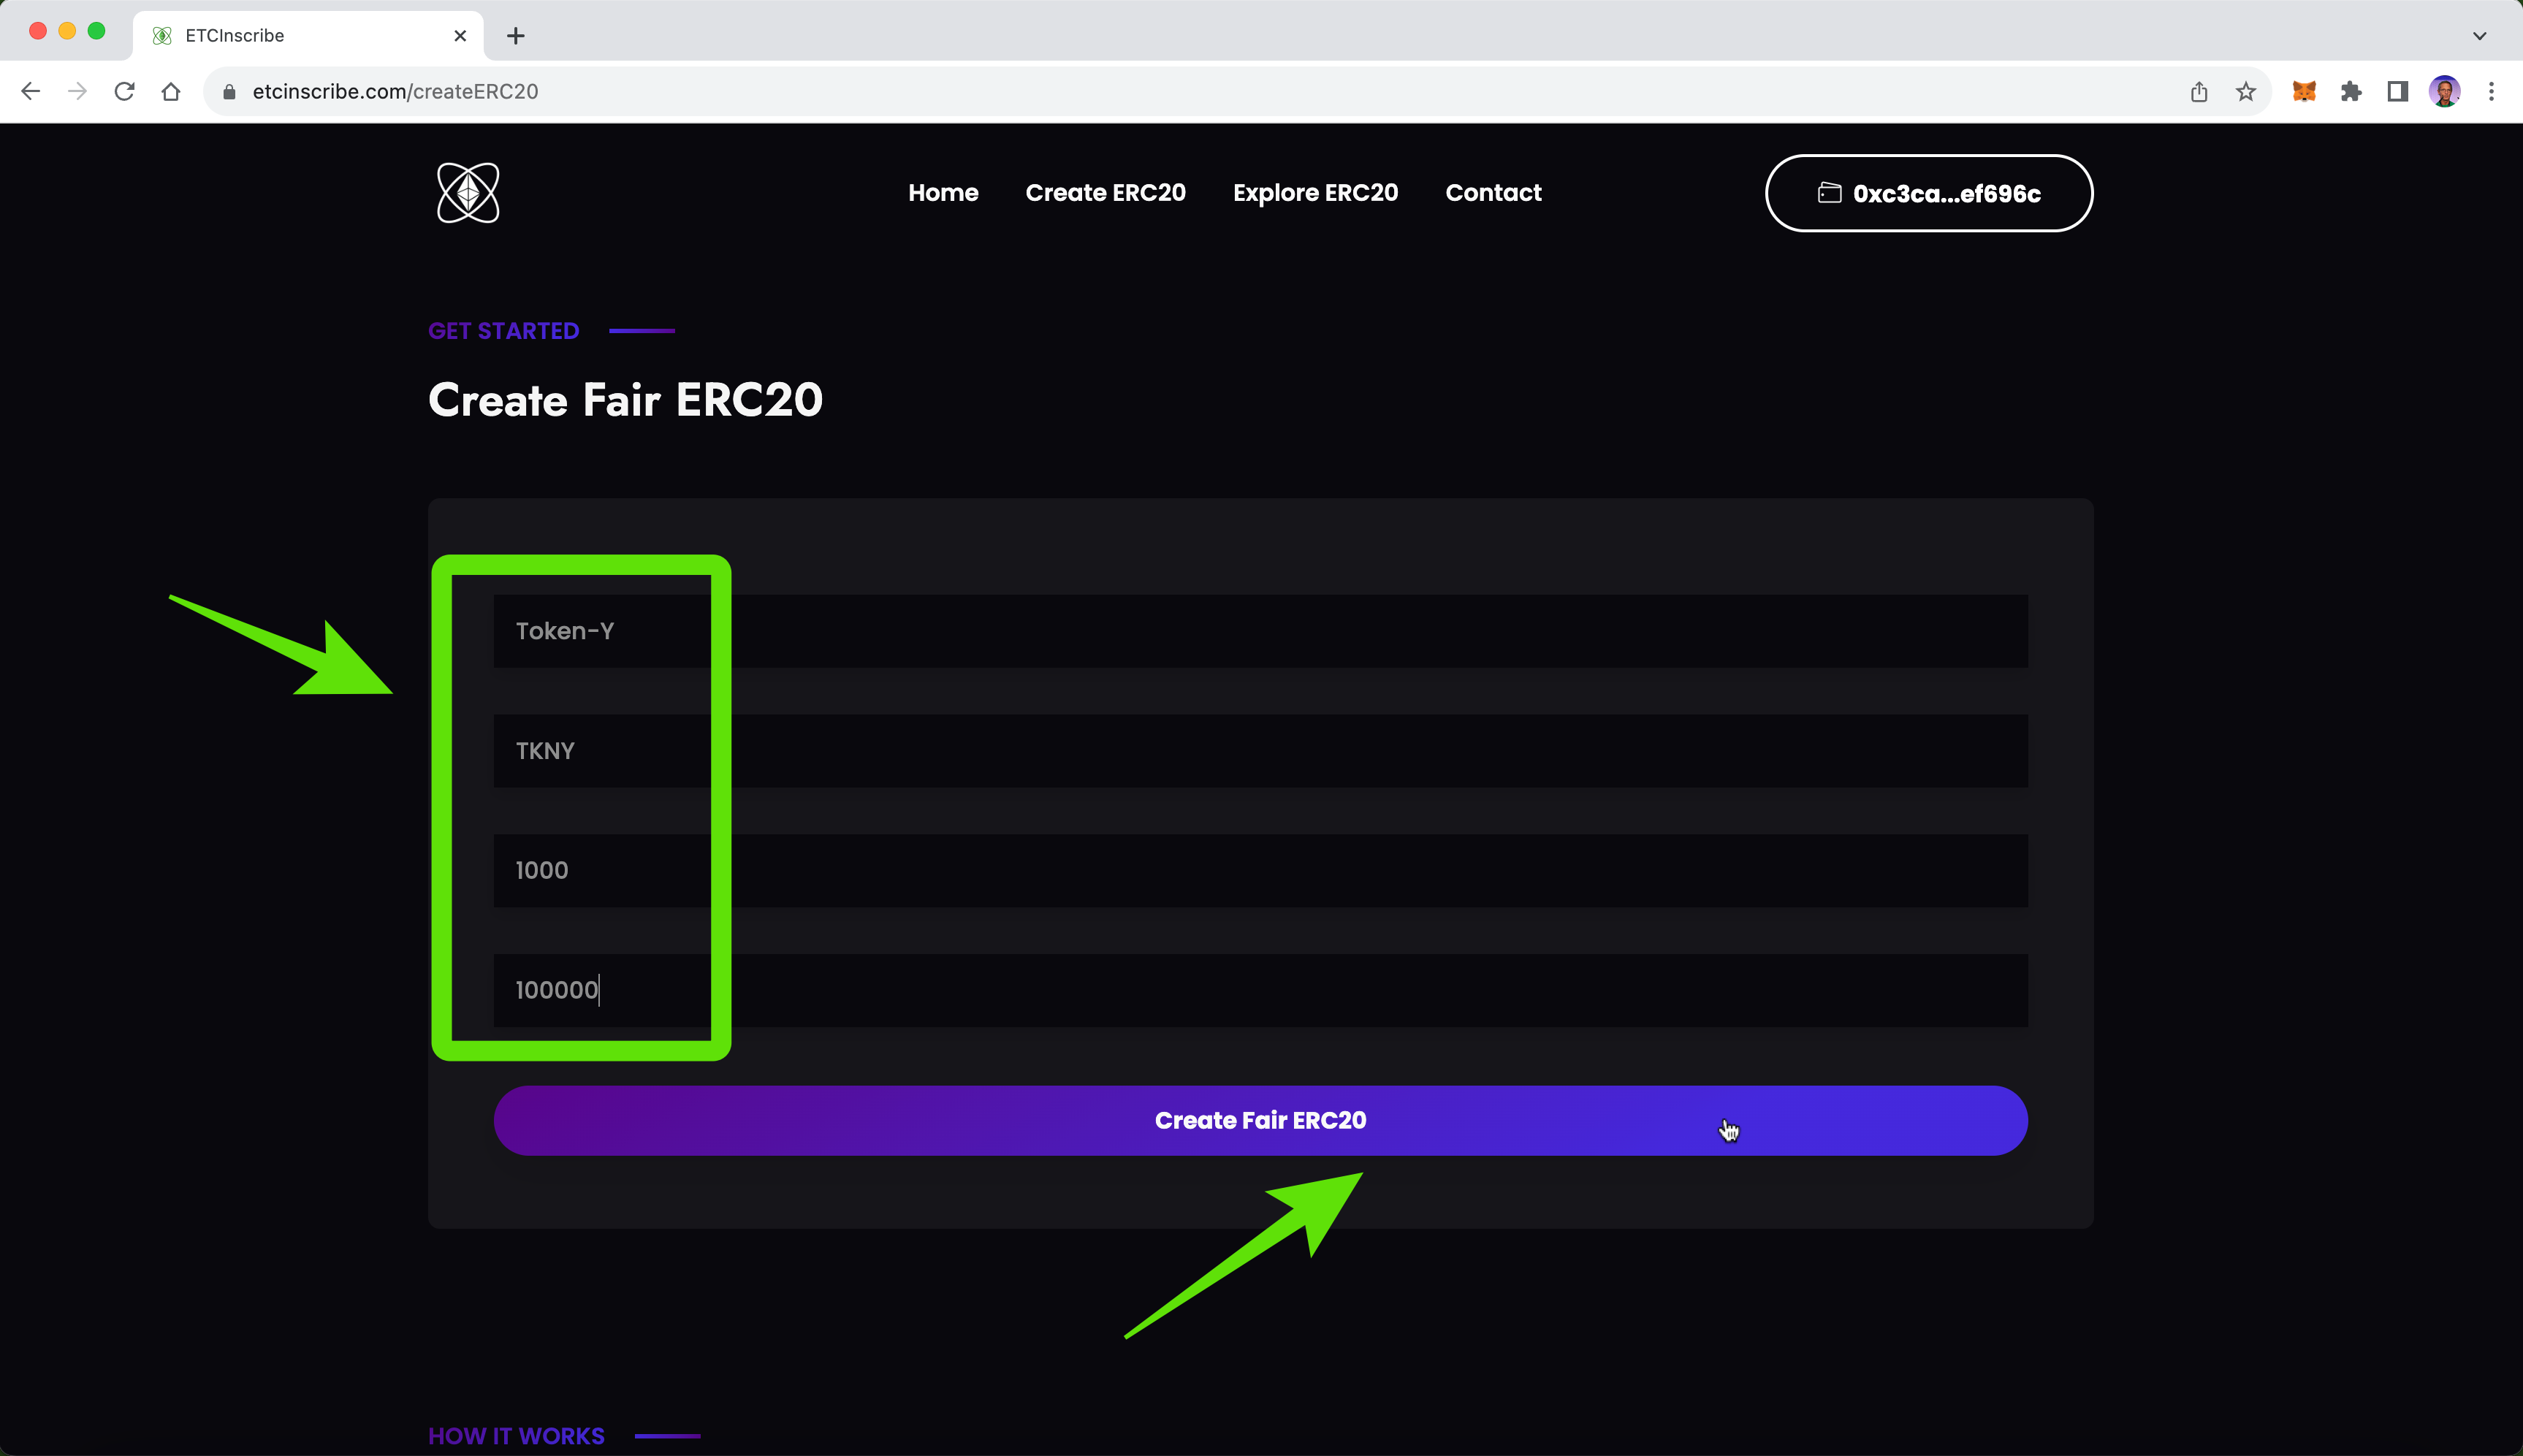 ETCInscribe
etcinscribe.com/createERC20
Home Create ERC20 Explore ERC20 Contact 0xc3ca...ef696c
GET STARTED
Create Fair ERC20
Token-Y
TKNY
1000
100000
Create Fair ERC20
HOW IT WORKS